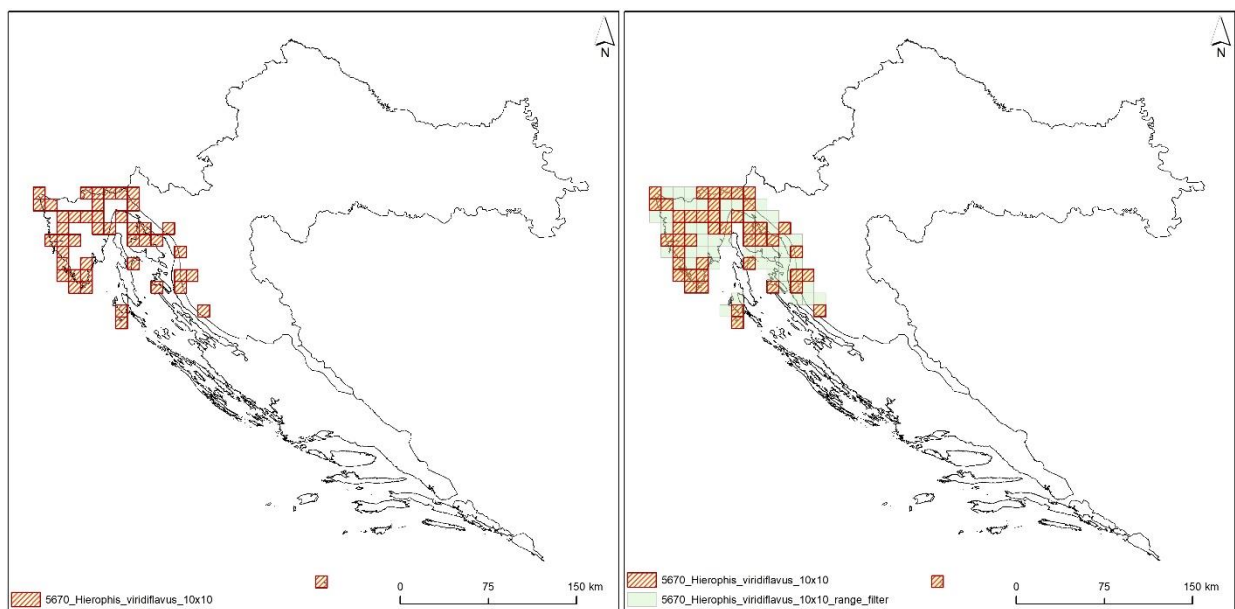 N
5670_Hierophis_viridiflavus_10x10
0 75 150 km
N
5670_Hierophis_viridiflavus_10x10
5670_Hierophis_viridiflavus_10x10_range_filter
0 75 150 km